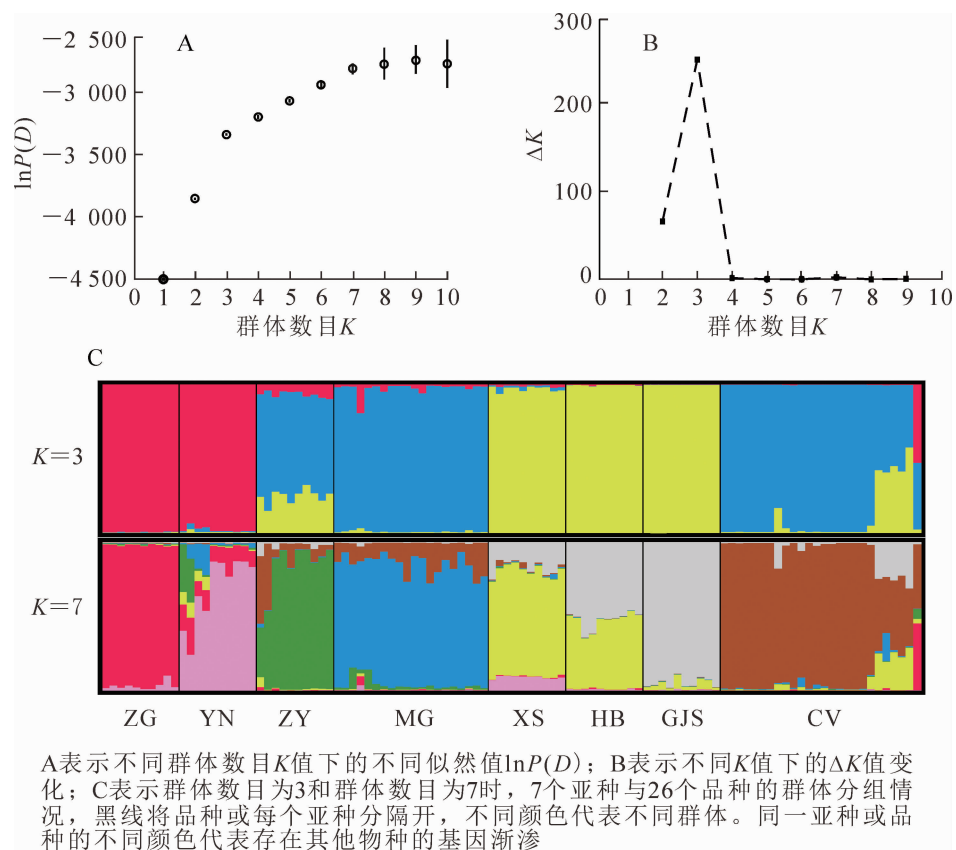 A
B
−2 500
−3 000
−3 500
−4 000
−4 500
lnP(D)
1 2 3 4 5 6 7 8 9 10
群体数目K
300
200
100
0
ΔK
0 1 2 3 4 5 6 7 8 9 10
群体数目K
C
K=3
K=7
ZG YN ZY MG XS HB GJS CV
A表示不同群体数目K值下的不同似然值lnP(D)；B表示不同K值下的ΔK值变
化；C表示群体数目为3和群体数目为7时，7个亚种与26个品种的群体分组情
况，黑线将品种或每个亚种分隔开，不同颜色代表不同群体。同一亚种或品
种的不同颜色代表存在其他物种的基因渐渗